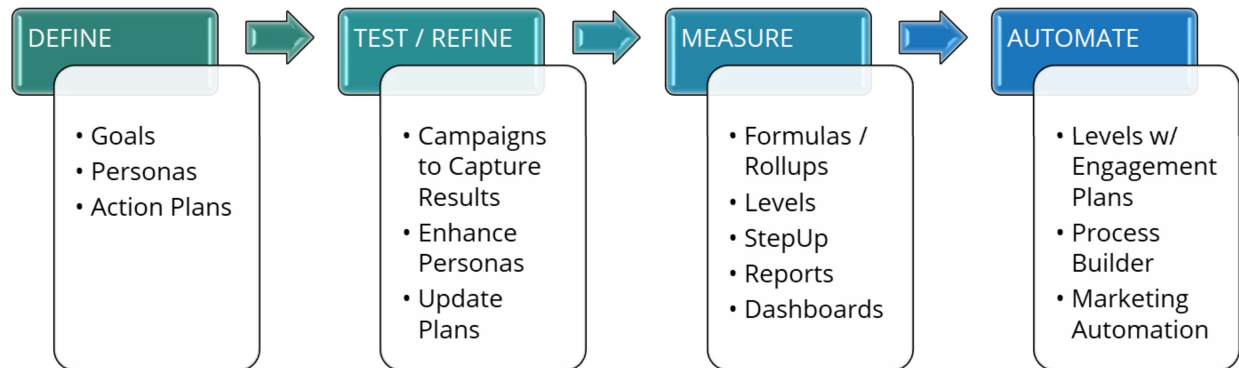 DEFINE
• Goals
• Personas
• Action Plans
TEST / REFINE
• Campaigns
to Capture
Results
• Enhance
Personas
• Update
Plans
MEASURE
• Formulas /
Rollups
• Levels
• StepUp
• Reports
• Dashboards
AUTOMATE
• Levels w/
Engagement
Plans
• Process
Builder
• Marketing
Automation